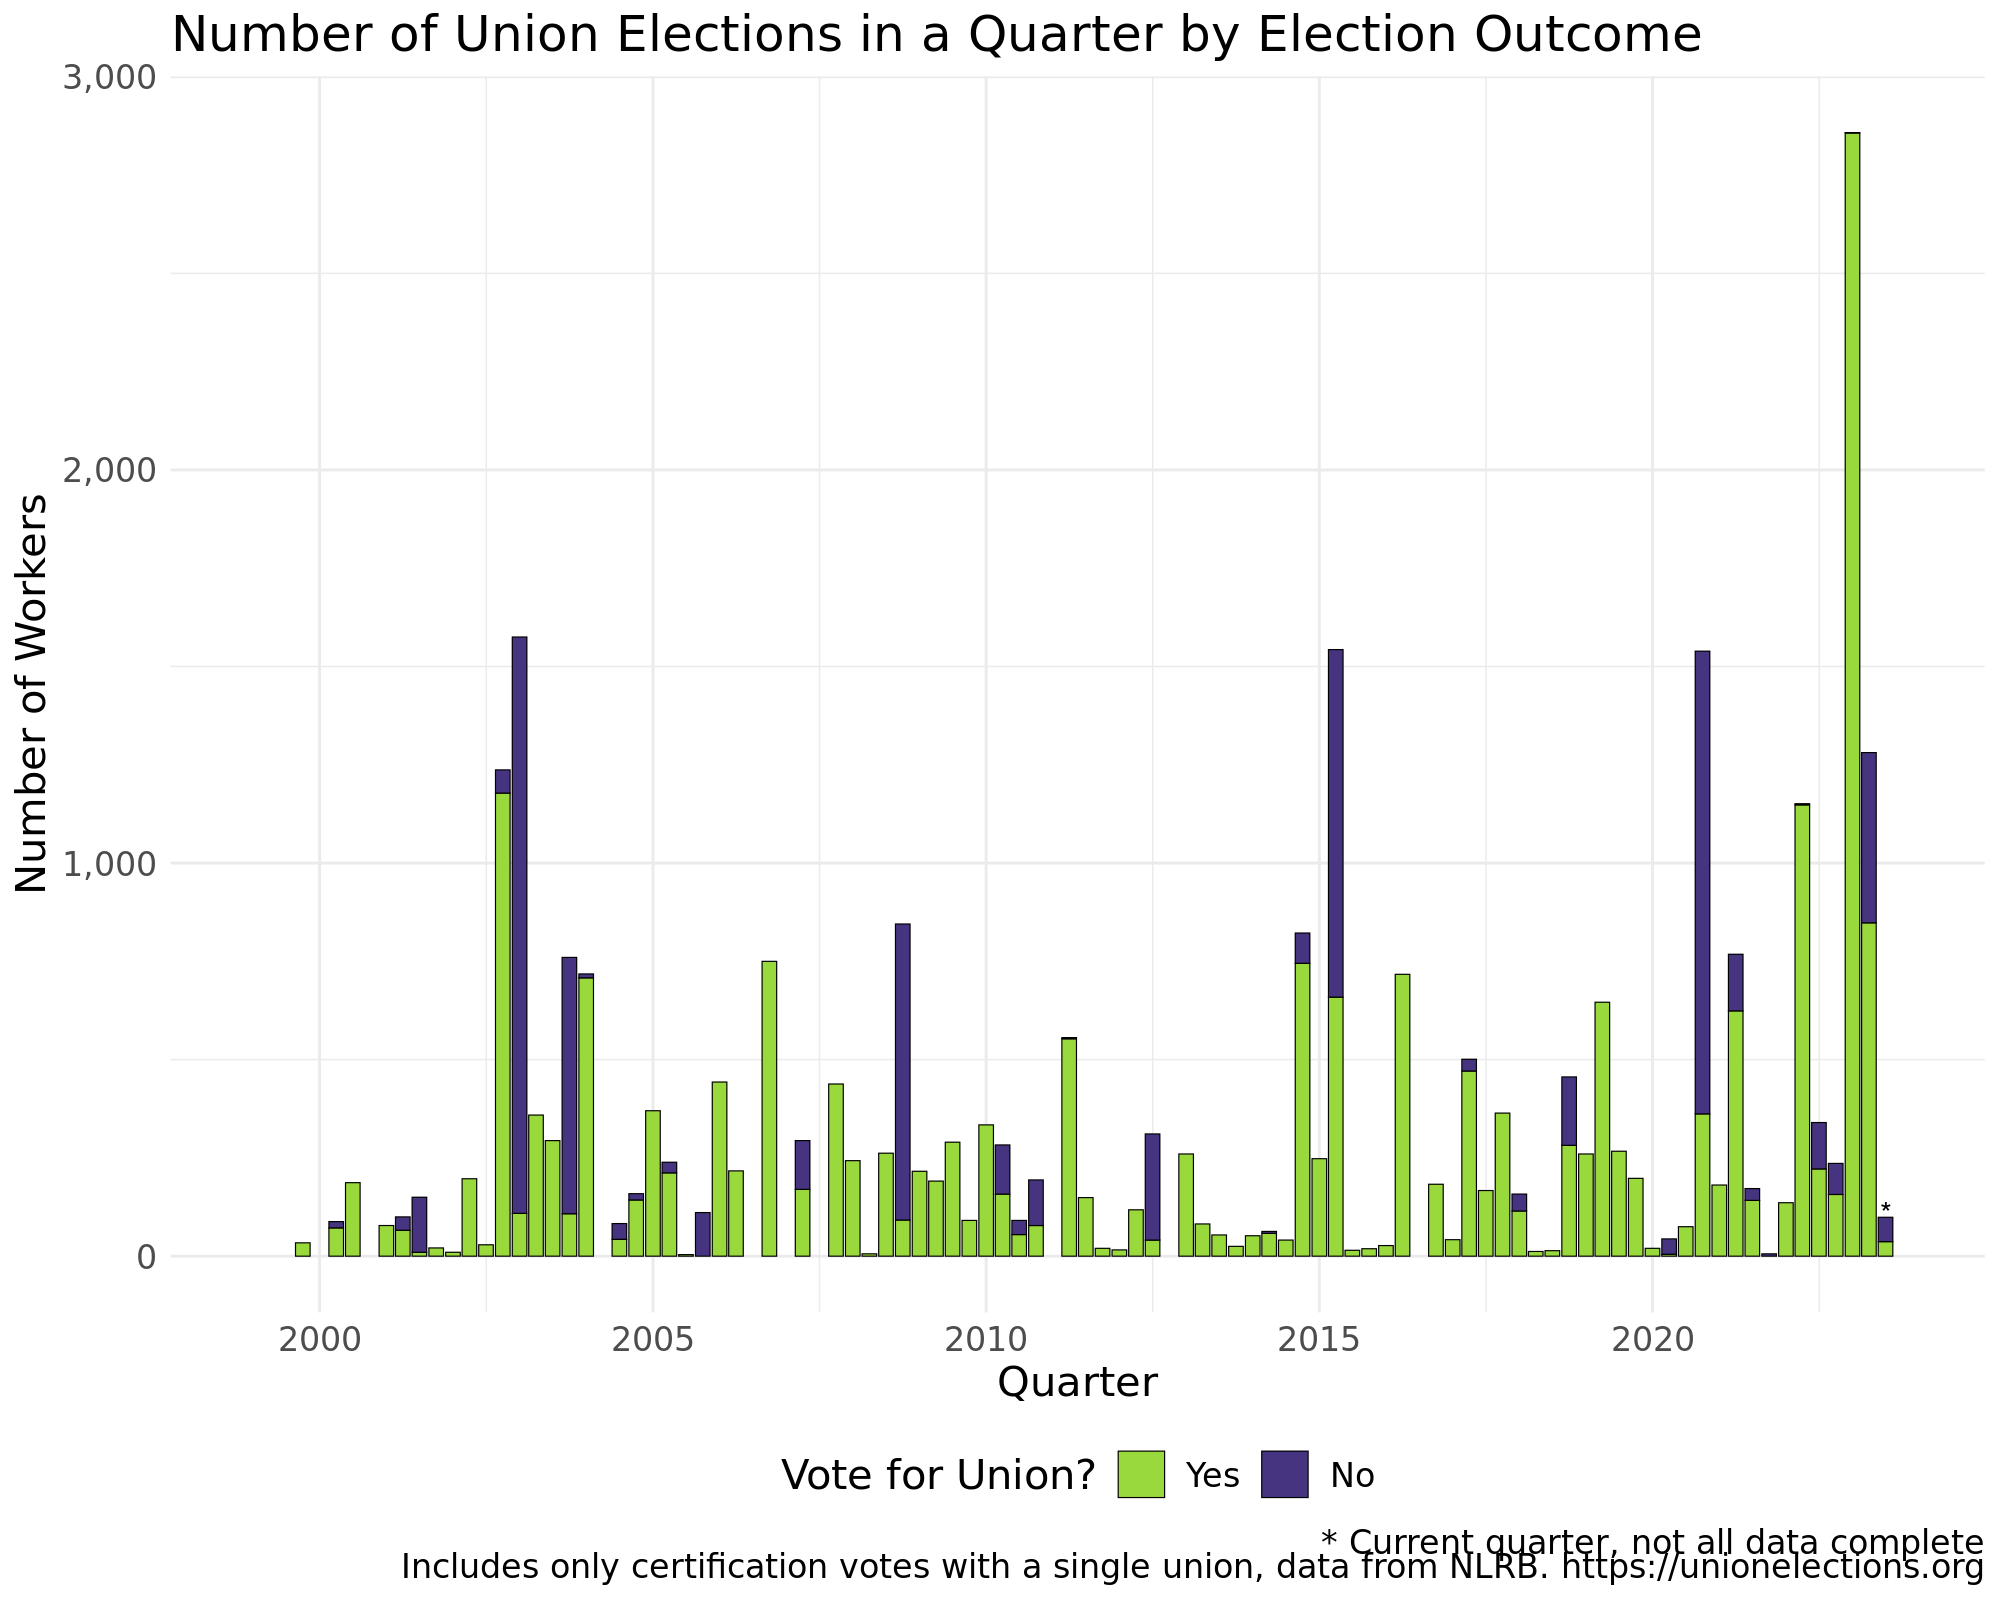 Number of Union Elections in a Quarter by Election Outcome
3,000
2,000
1,000
0
Number of Workers
2000 2005 2010 2015 2020
Quarter
*
Vote for Union? Yes No
* Current quarter, not all data complete
Includes only certification votes with a single union, data from NLRB. https://unionelections.org